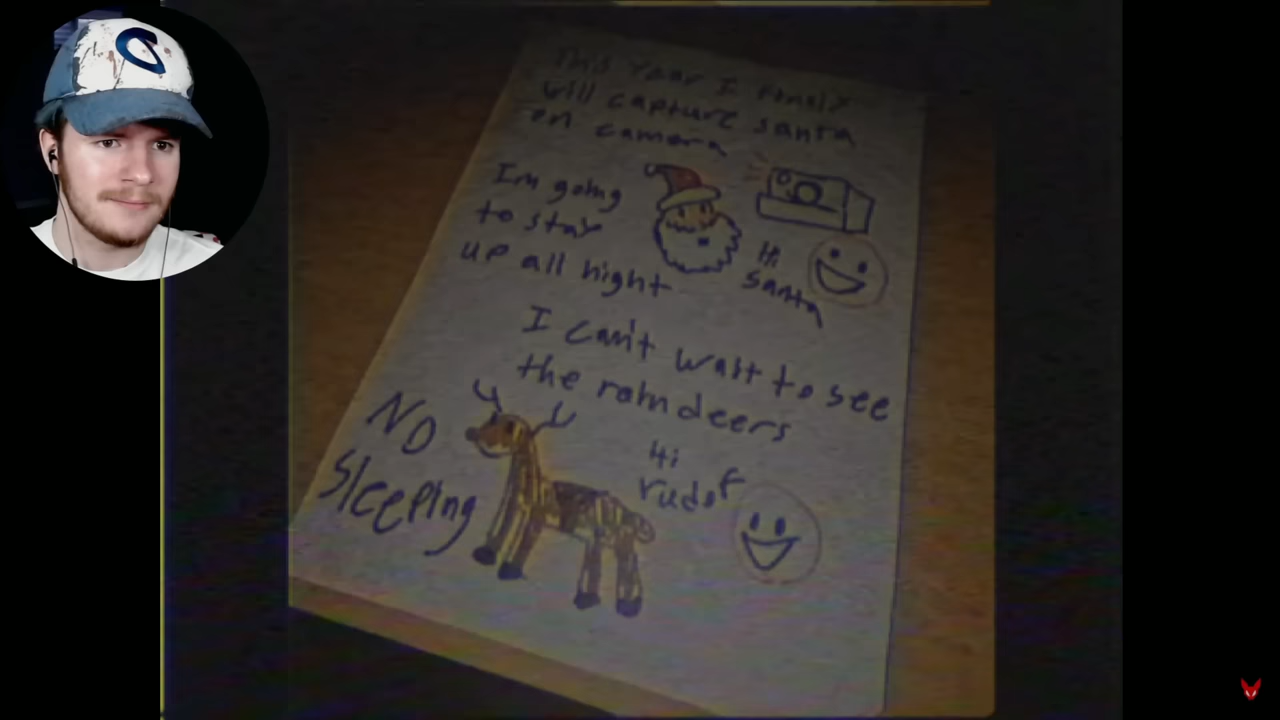 This Year I finaly
will capture santa
on camera
Im going
to stay
up all night
Hi
santa
I can't wait to see
the raindeers
NO
Sleeping
Hi
rudof